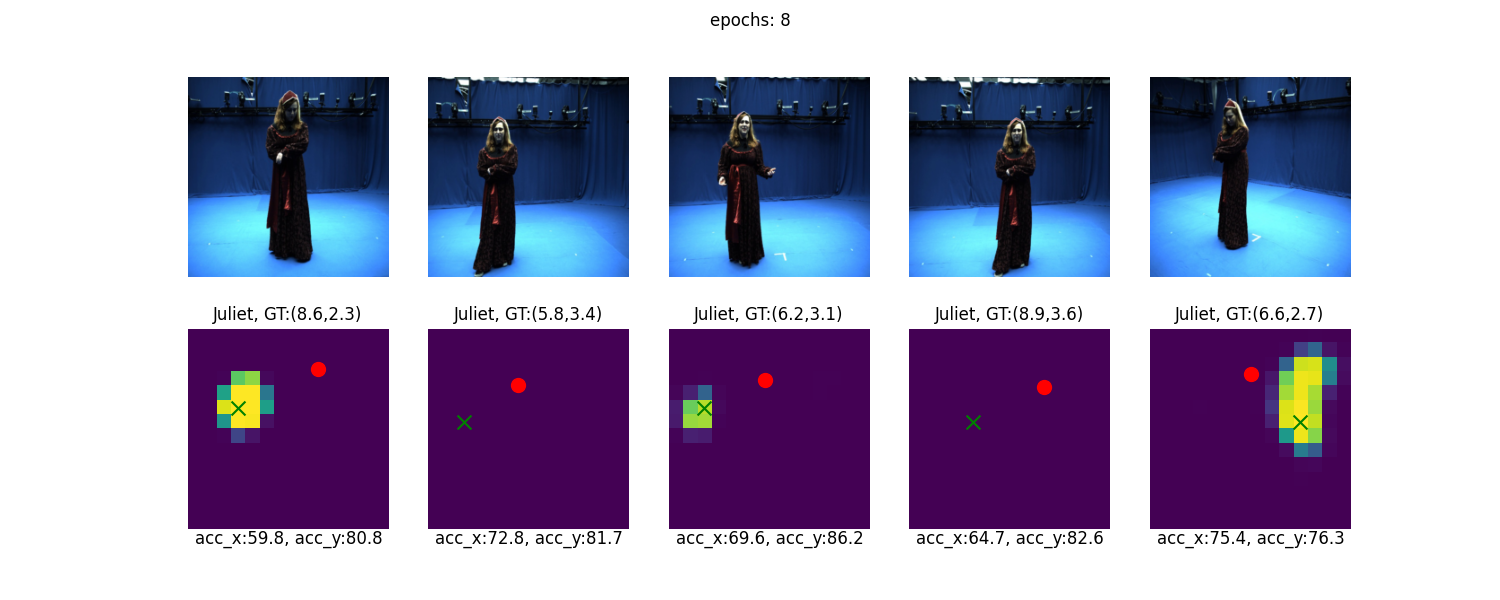 epochs: 8
Juliet, GT:(8.6,2.3)
Juliet, GT:(5.8,3.4)
Juliet, GT:(6.2,3.1)
Juliet, GT:(8.9,3.6)
Juliet, GT:(6.6,2.7)
acc_x:59.8, acc_y:80.8
acc_x:72.8, acc_y:81.7
acc_x:69.6, acc_y:86.2
acc_x:64.7, acc_y:82.6
acc_x:75.4, acc_y:76.3